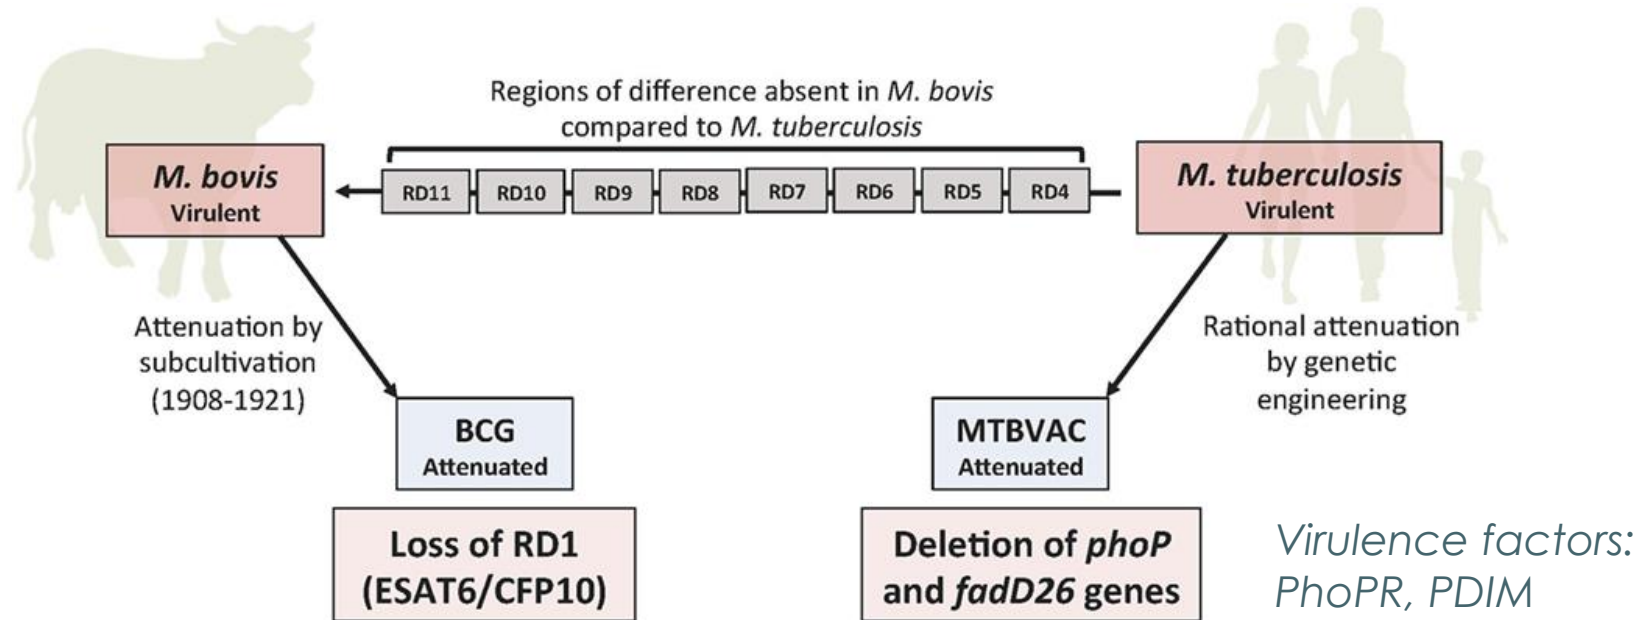 Regions of difference absent in M. bovis
compared to M. tuberculosis
M. bovis
Virulent
RD11
RD10
RD9
RD8
RD7
RD6
RD5
RD4
M. tuberculosis
Virulent
Attenuation by
subcultivation
(1908-1921)
Rational attenuation
by genetic
engineering
BCG
Attenuated
MTBVAC
Attenuated
Loss of RD1
(ESAT6/CFP10)
Deletion of phoP
and fadD26 genes
Virulence factors:
PhoPR, PDIM